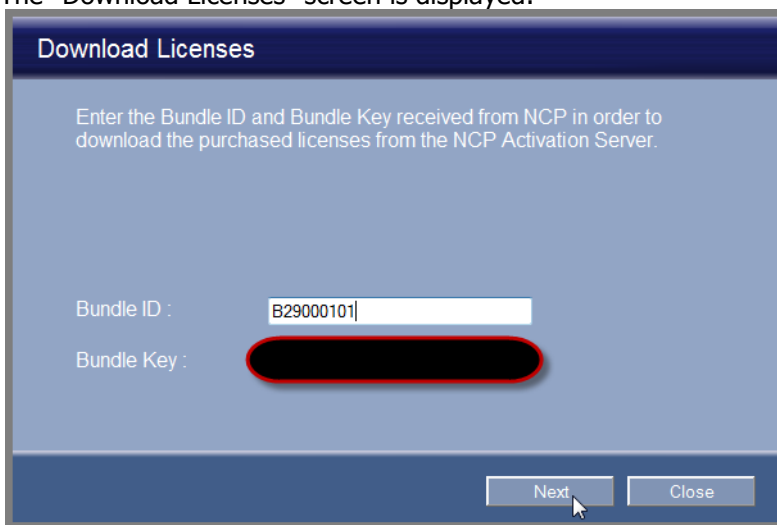 The "Download Licenses" screen is displayed.
Download Licenses
Enter the Bundle ID and Bundle Key received from NCP in order to
download the purchased licenses from the NCP Activation Server.
Bundle ID :
B29000101
Bundle Key :
Next
Close